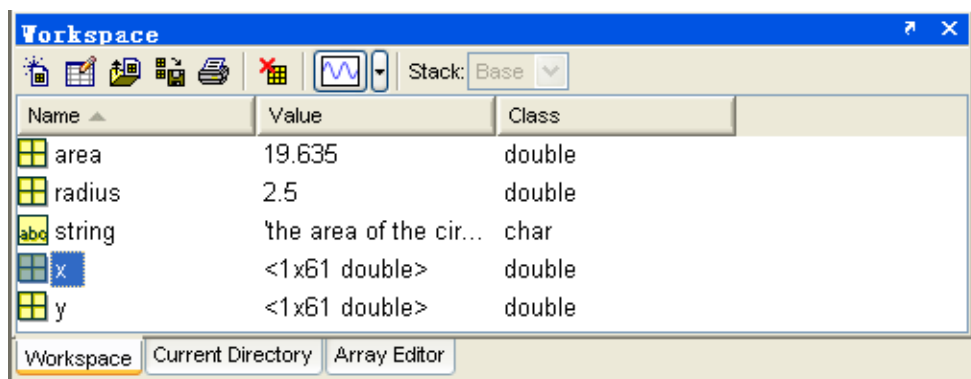 Workspace
Stack: Base
Name Value Class
area 19.635 double
radius 2.5 double
abc string 'the area of the cir... char
x <1x61 double> double
y <1x61 double> double
Workspace Current Directory Array Editor